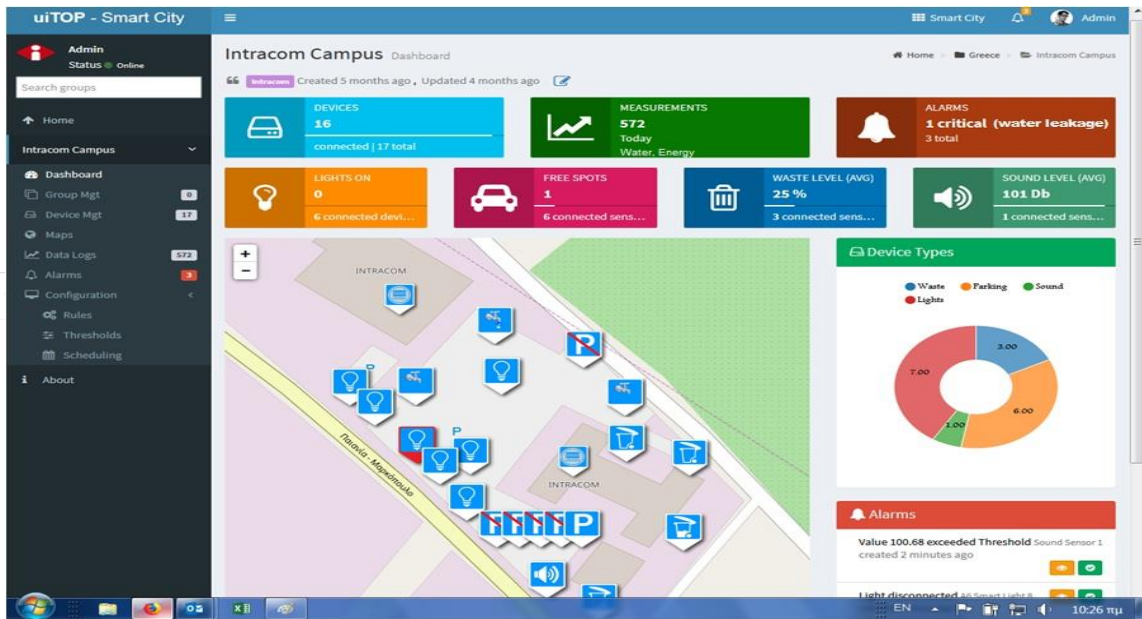 uiTOP - Smart City
Smart City
3
Admin
Admin
Status Online
Search groups
Home
Intracom Campus
Dashboard
Group Mgt 0
Device Mgt 17
Maps
Data Logs 572
Alarms 3
Configuration
Rules
Thresholds
Scheduling
About
Intracom Campus Dashboard
Home > Greece > Intracom Campus
Intracom Created 5 months ago , Updated 4 months ago
DEVICES
16
connected | 17 total
MEASUREMENTS
572
Today
Water, Energy
ALARMS
1 critical (water leakage)
3 total
LIGHTS ON
0
6 connected devi...
FREE SPOTS
1
6 connected sens...
WASTE LEVEL (AVG)
25 %
3 connected sens...
SOUND LEVEL (AVG)
101 Db
1 connected sens...
+
-
INTRACOM
P
P
P
INTRACOM
P
Παιανία - Μαρκόπουλο
Device Types
Waste Parking Sound
Lights
3.00
7.00
6.00
1.00
Alarms
Value 100.68 exceeded Threshold Sound Sensor 1
created 2 minutes ago
Light disconnected A6 Smart Light 8
EN
10:26 πμ